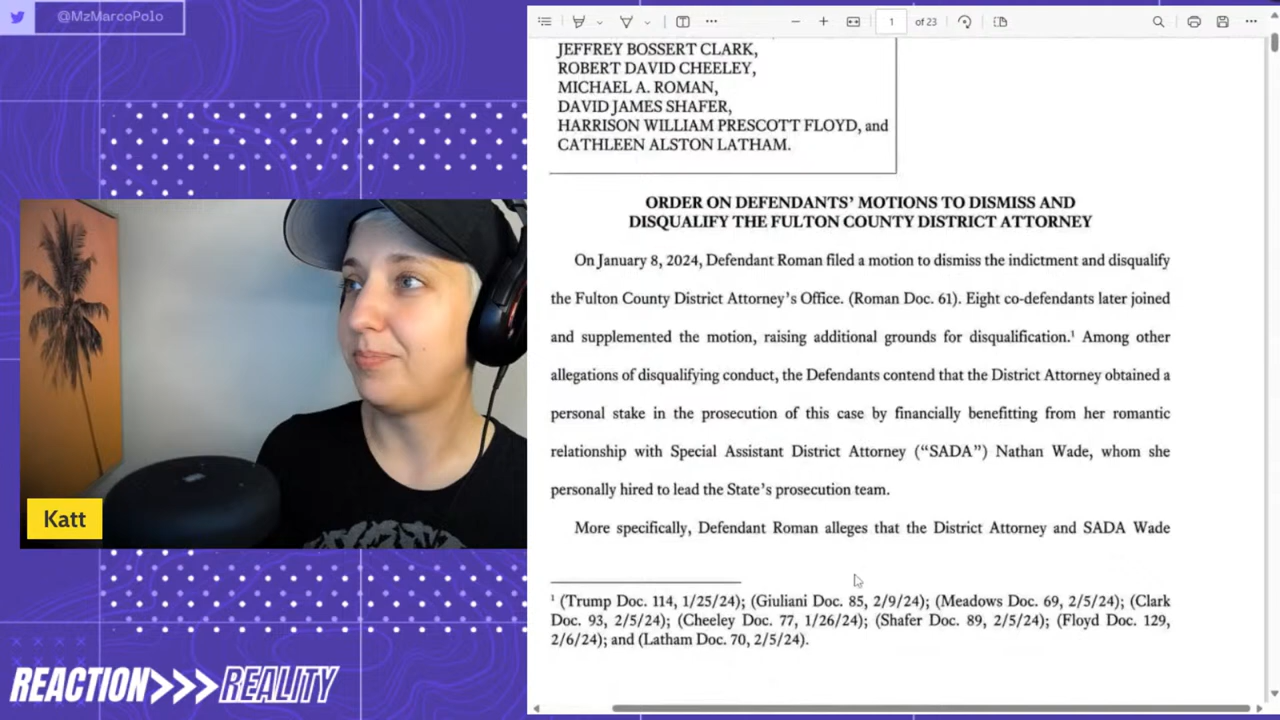 @MzMarcoPolo
1
of 23
JEFFREY BOSSERT CLARK,
ROBERT DAVID CHEELEY,
MICHAEL A. ROMAN,
DAVID JAMES SHAFER,
HARRISON WILLIAM PRESCOTT FLOYD, and
CATHLEEN ALSTON LATHAM.
ORDER ON DEFENDANTS’ MOTIONS TO DISMISS AND
DISQUALIFY THE FULTON COUNTY DISTRICT ATTORNEY
On January 8, 2024, Defendant Roman filed a motion to dismiss the indictment and disqualify
the Fulton County District Attorney’s Office. (Roman Doc. 61). Eight co-defendants later joined
and supplemented the motion, raising additional grounds for disqualification.¹ Among other
allegations of disqualifying conduct, the Defendants contend that the District Attorney obtained a
personal stake in the prosecution of this case by financially benefitting from her romantic
relationship with Special Assistant District Attorney (“SADA”) Nathan Wade, whom she
personally hired to lead the State’s prosecution team.
More specifically, Defendant Roman alleges that the District Attorney and SADA Wade
¹ (Trump Doc. 114, 1/25/24); (Giuliani Doc. 85, 2/9/24); (Meadows Doc. 69, 2/5/24); (Clark
Doc. 93, 2/5/24); (Cheeley Doc. 77, 1/26/24); (Shafer Doc. 89, 2/5/24); (Floyd Doc. 129,
2/6/24); and (Latham Doc. 70, 2/5/24).
Katt
REACTION>>>REALITY